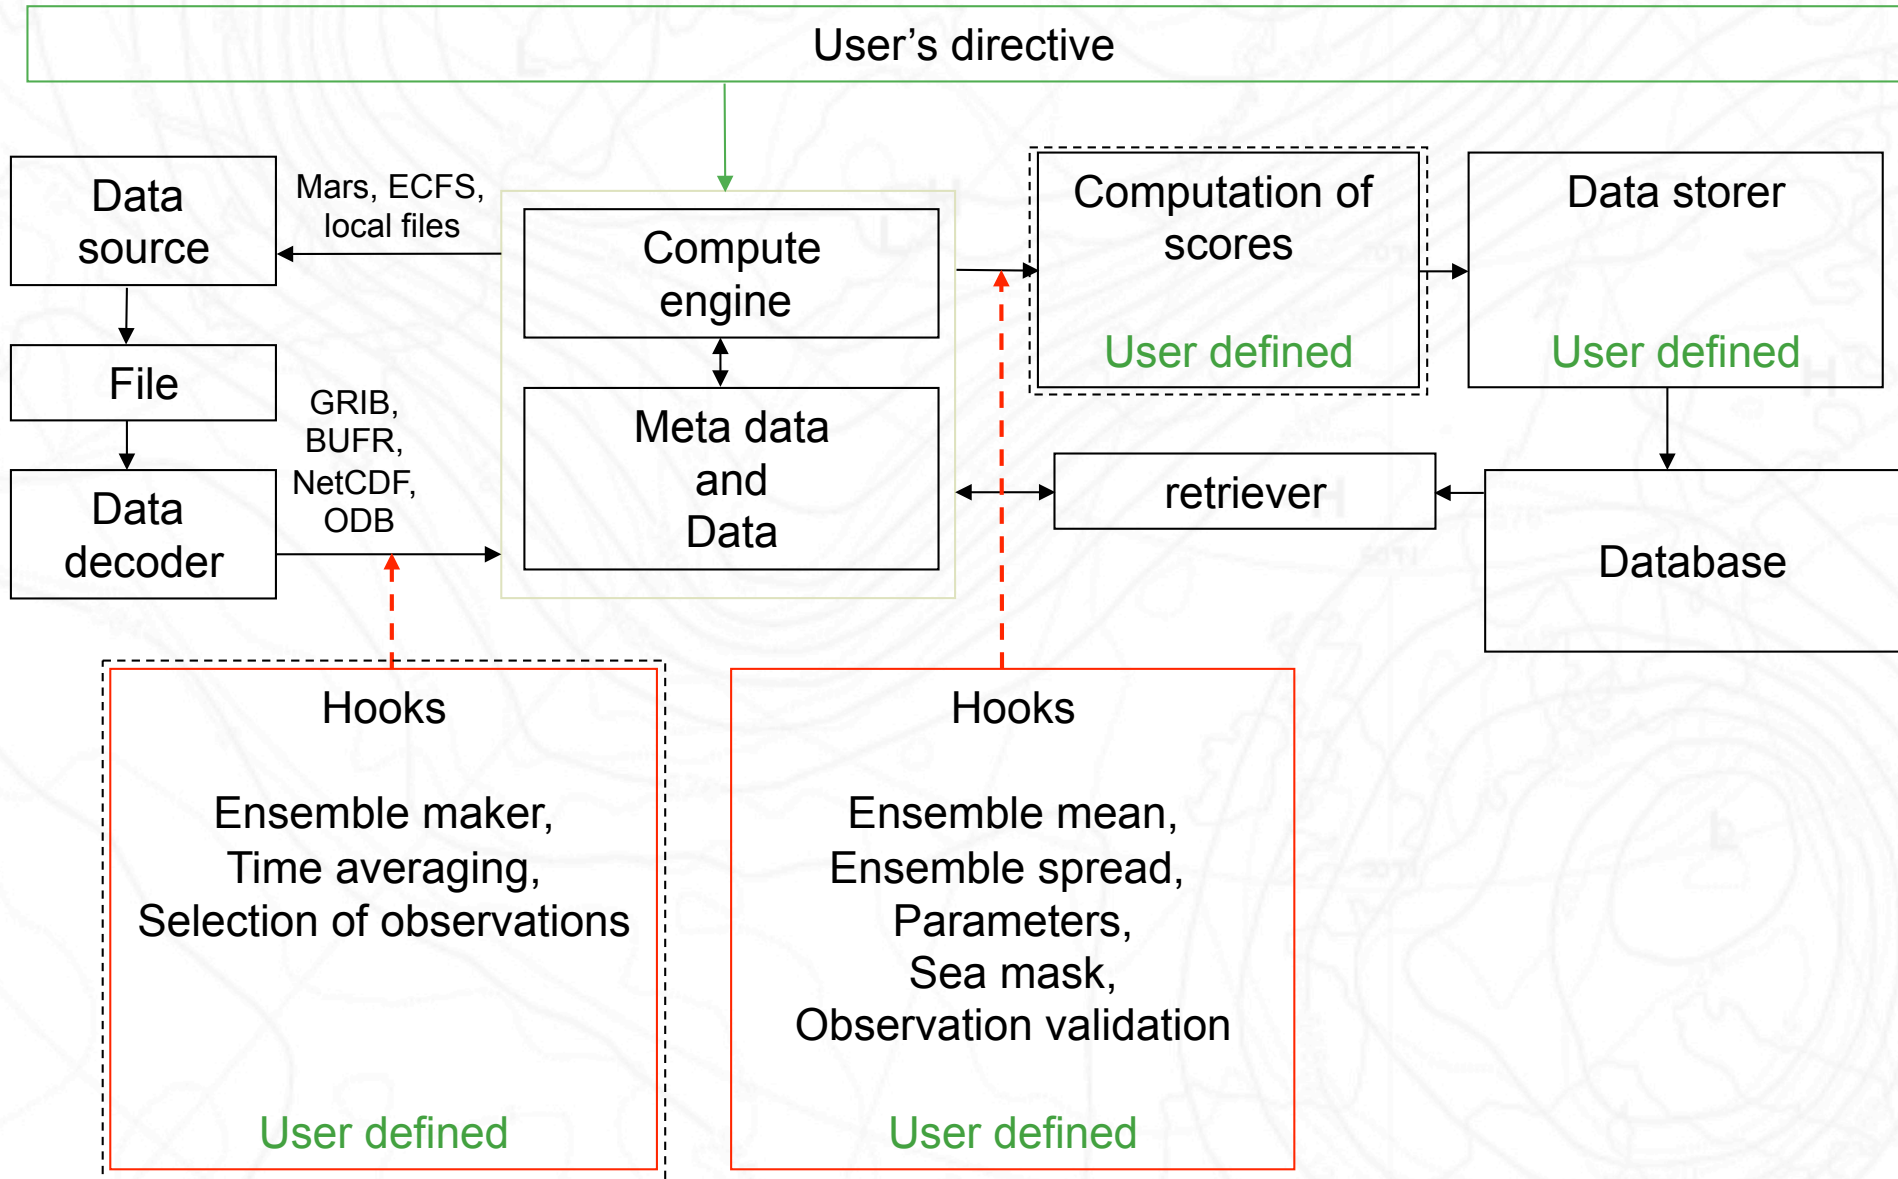 User's directive
Data
source
Mars, ECFS,
local files
Compute
engine
Computation of
scores
User defined
Data storer
User defined
File
GRIB,
BUFR,
NetCDF,
ODB
Meta data
and
Data
retriever
Data
decoder
Database
Hooks
Ensemble maker,
Time averaging,
Selection of observations
User defined
Hooks
Ensemble mean,
Ensemble spread,
Parameters,
Sea mask,
Observation validation
User defined